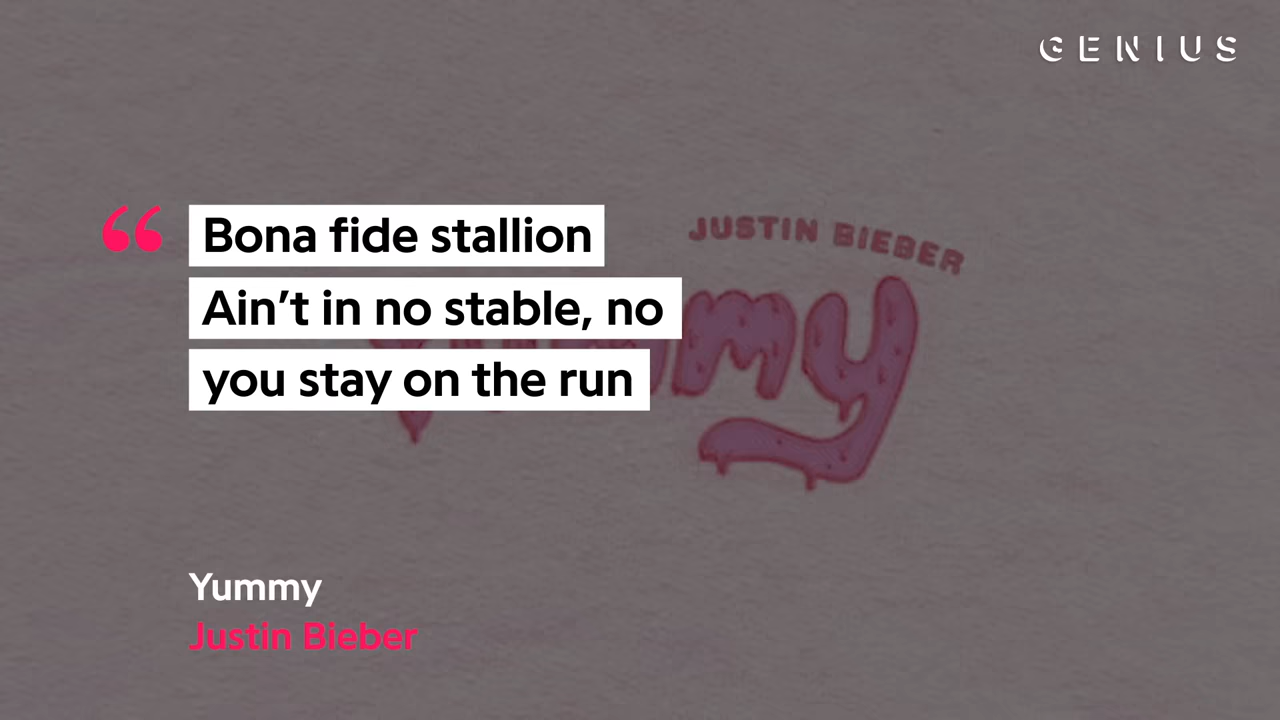 GENIUS
“Bona fide stallion
Ain’t in no stable, no
you stay on the run
JUSTIN BIEBER
Yummy
Yummy
Justin Bieber